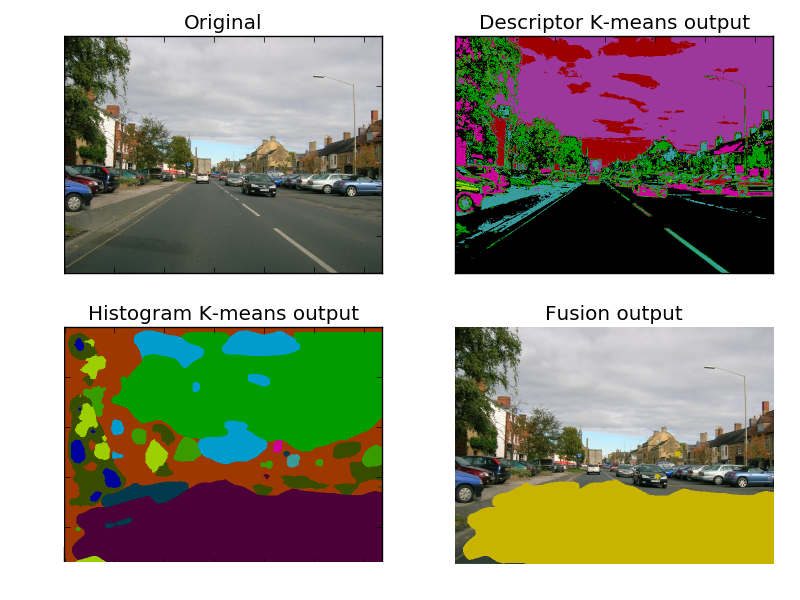 Original
Descriptor K-means output
Histogram K-means output
Fusion output